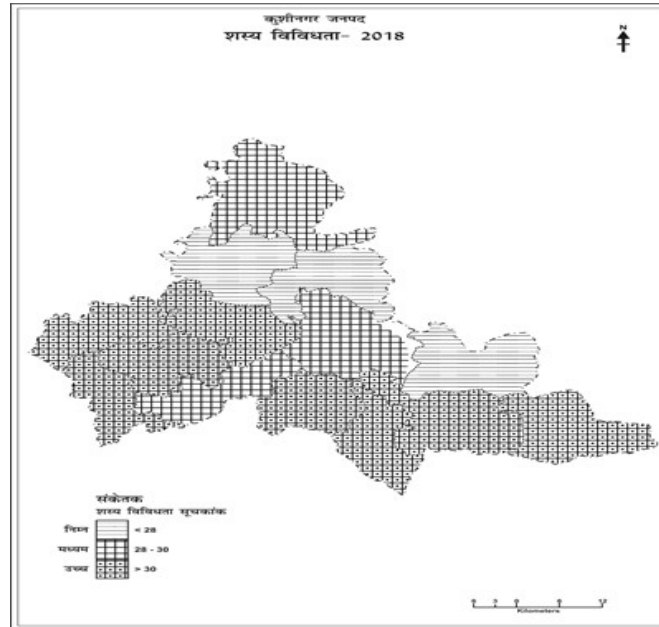 कुशीनगर जनपद
शस्य विविधता- 2018
N
संकेतक
शस्य विविधता सूचकांक
निम्न < 28
मध्यम 28 - 30
उच्च > 30
Kilometers